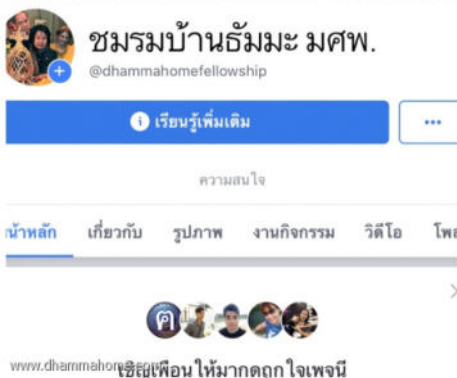 ชมรมบ้านธัมมะ มศพ.
@dhammahomefellowship
เรียนรู้เพิ่มเติม
ความสนใจ
น้าหลัก เกี่ยวกับ รูปภาพ งานกิจกรรม วิดีโอ โพส
ฅ
เชิญเพื่อนให้มากดถูกใจเพจนี้